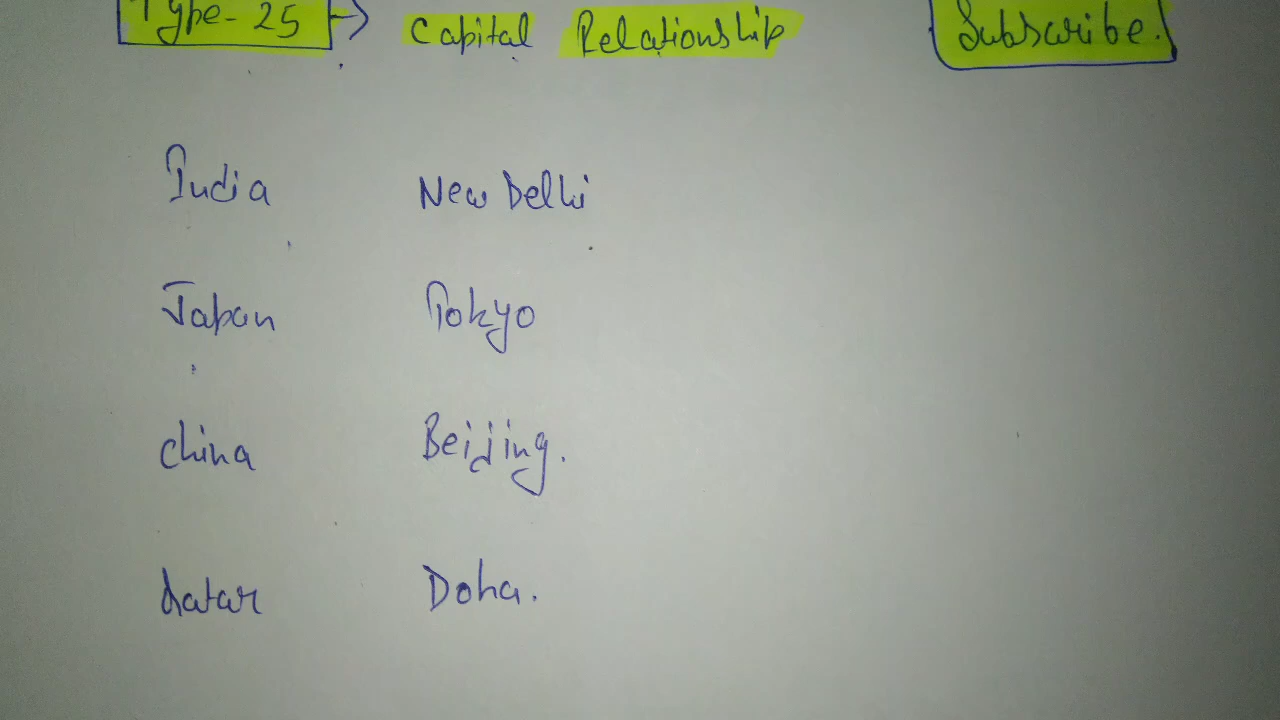 Type-25 → Capital Relationship Subscribe.
India New Delhi
Japan Tokyo
china Beijing.
Qatar Doha.